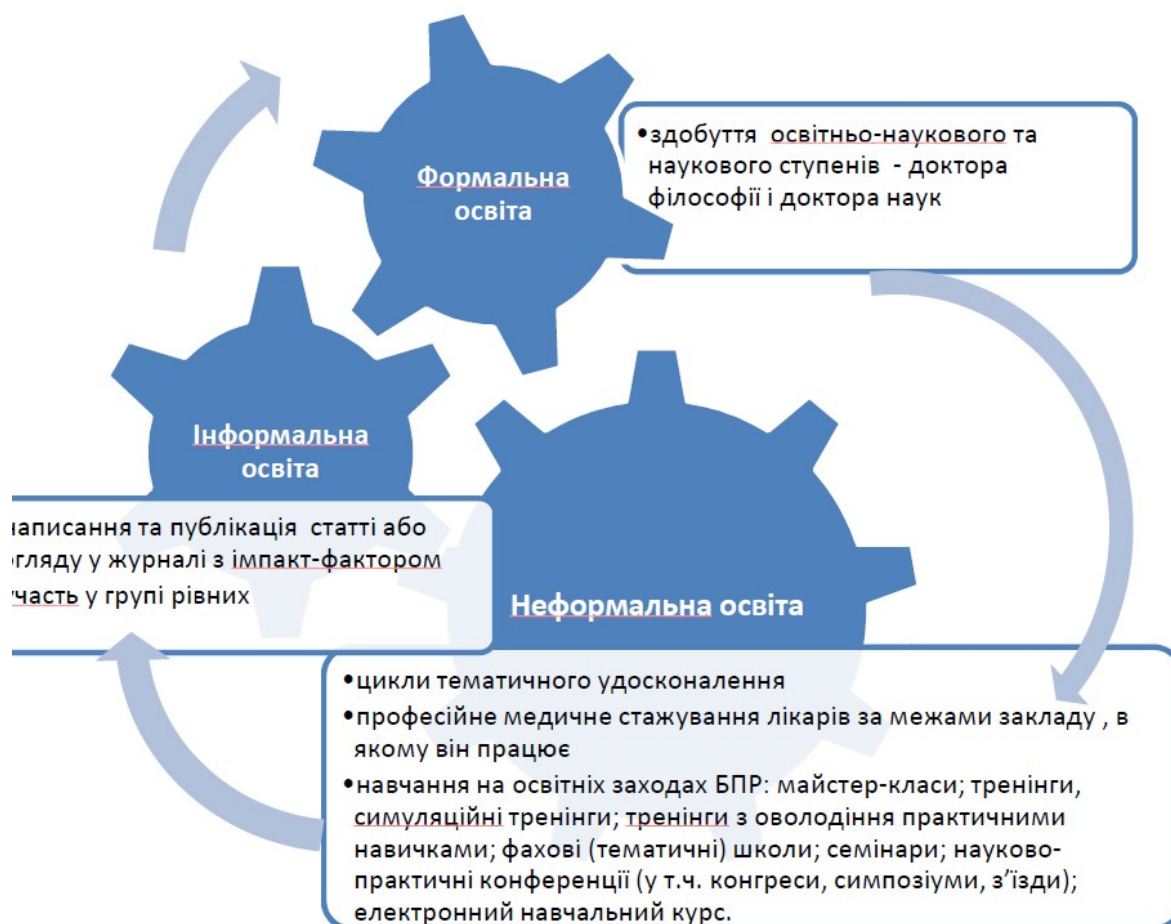 Формальна
освіта
•здобуття освітньо-наукового та
наукового ступенів - доктора
філософії і доктора наук
Інформальна
освіта
та публікація статті або
у журналі з імпакт-фактором
участь у групі рівних
Неформальна освіта
•цикли тематичного удосконалення
•професійне медичне стажування лікарів за межами закладу , в
якому він працює
•навчання на освітніх заходах БПР: майстер-класи; тренінги,
симуляційні тренінги; тренінги з оволодіння практичними
навичками; фахові (тематичні) школи; семінари; науково-
практичні конференції (у т.ч. конгреси, симпозіуми, з’їзди);
електронний навчальний курс.